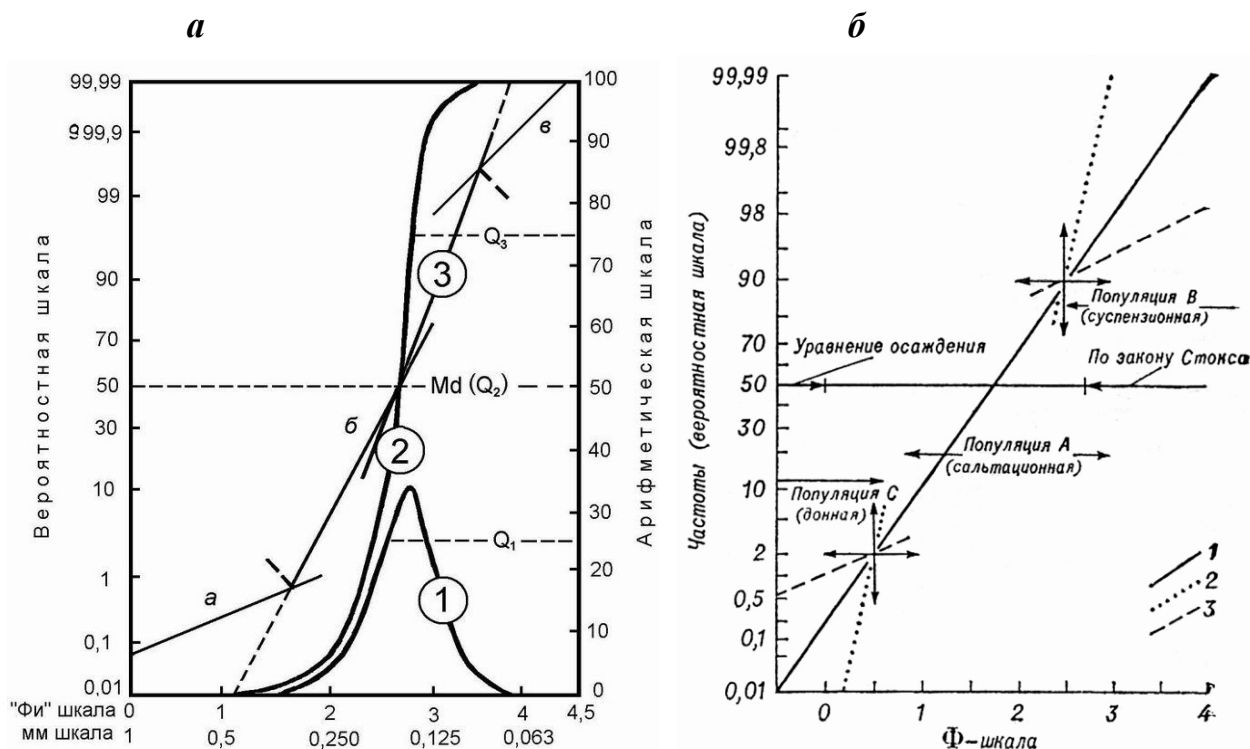 а
б
Вероятностная шкала
99,99
99,9
99
90
70
50
30
10
1
0,1
0,01
100
90
80
70
60
50
40
30
20
10
0
Арифметическая шкала
в
Q3
3
Md (Q2)
б
2
Q1
а
1
"Фи" шкала 0 1 2 3 4 4,5
мм шкала 1 0,5 0,250 0,125 0,063
Частоты (вероятностная шкала)
99,99
99,8
98
90
70
50
30
10
2
0,5
0,1
0,01
Популяция В
(суспензионная)
Уравнение осаждения
По закону Стокса
Популяция А
(сальтационная)
Популяция С
(донная)
1
2
3
0 1 2 3 4
Ф-шкала